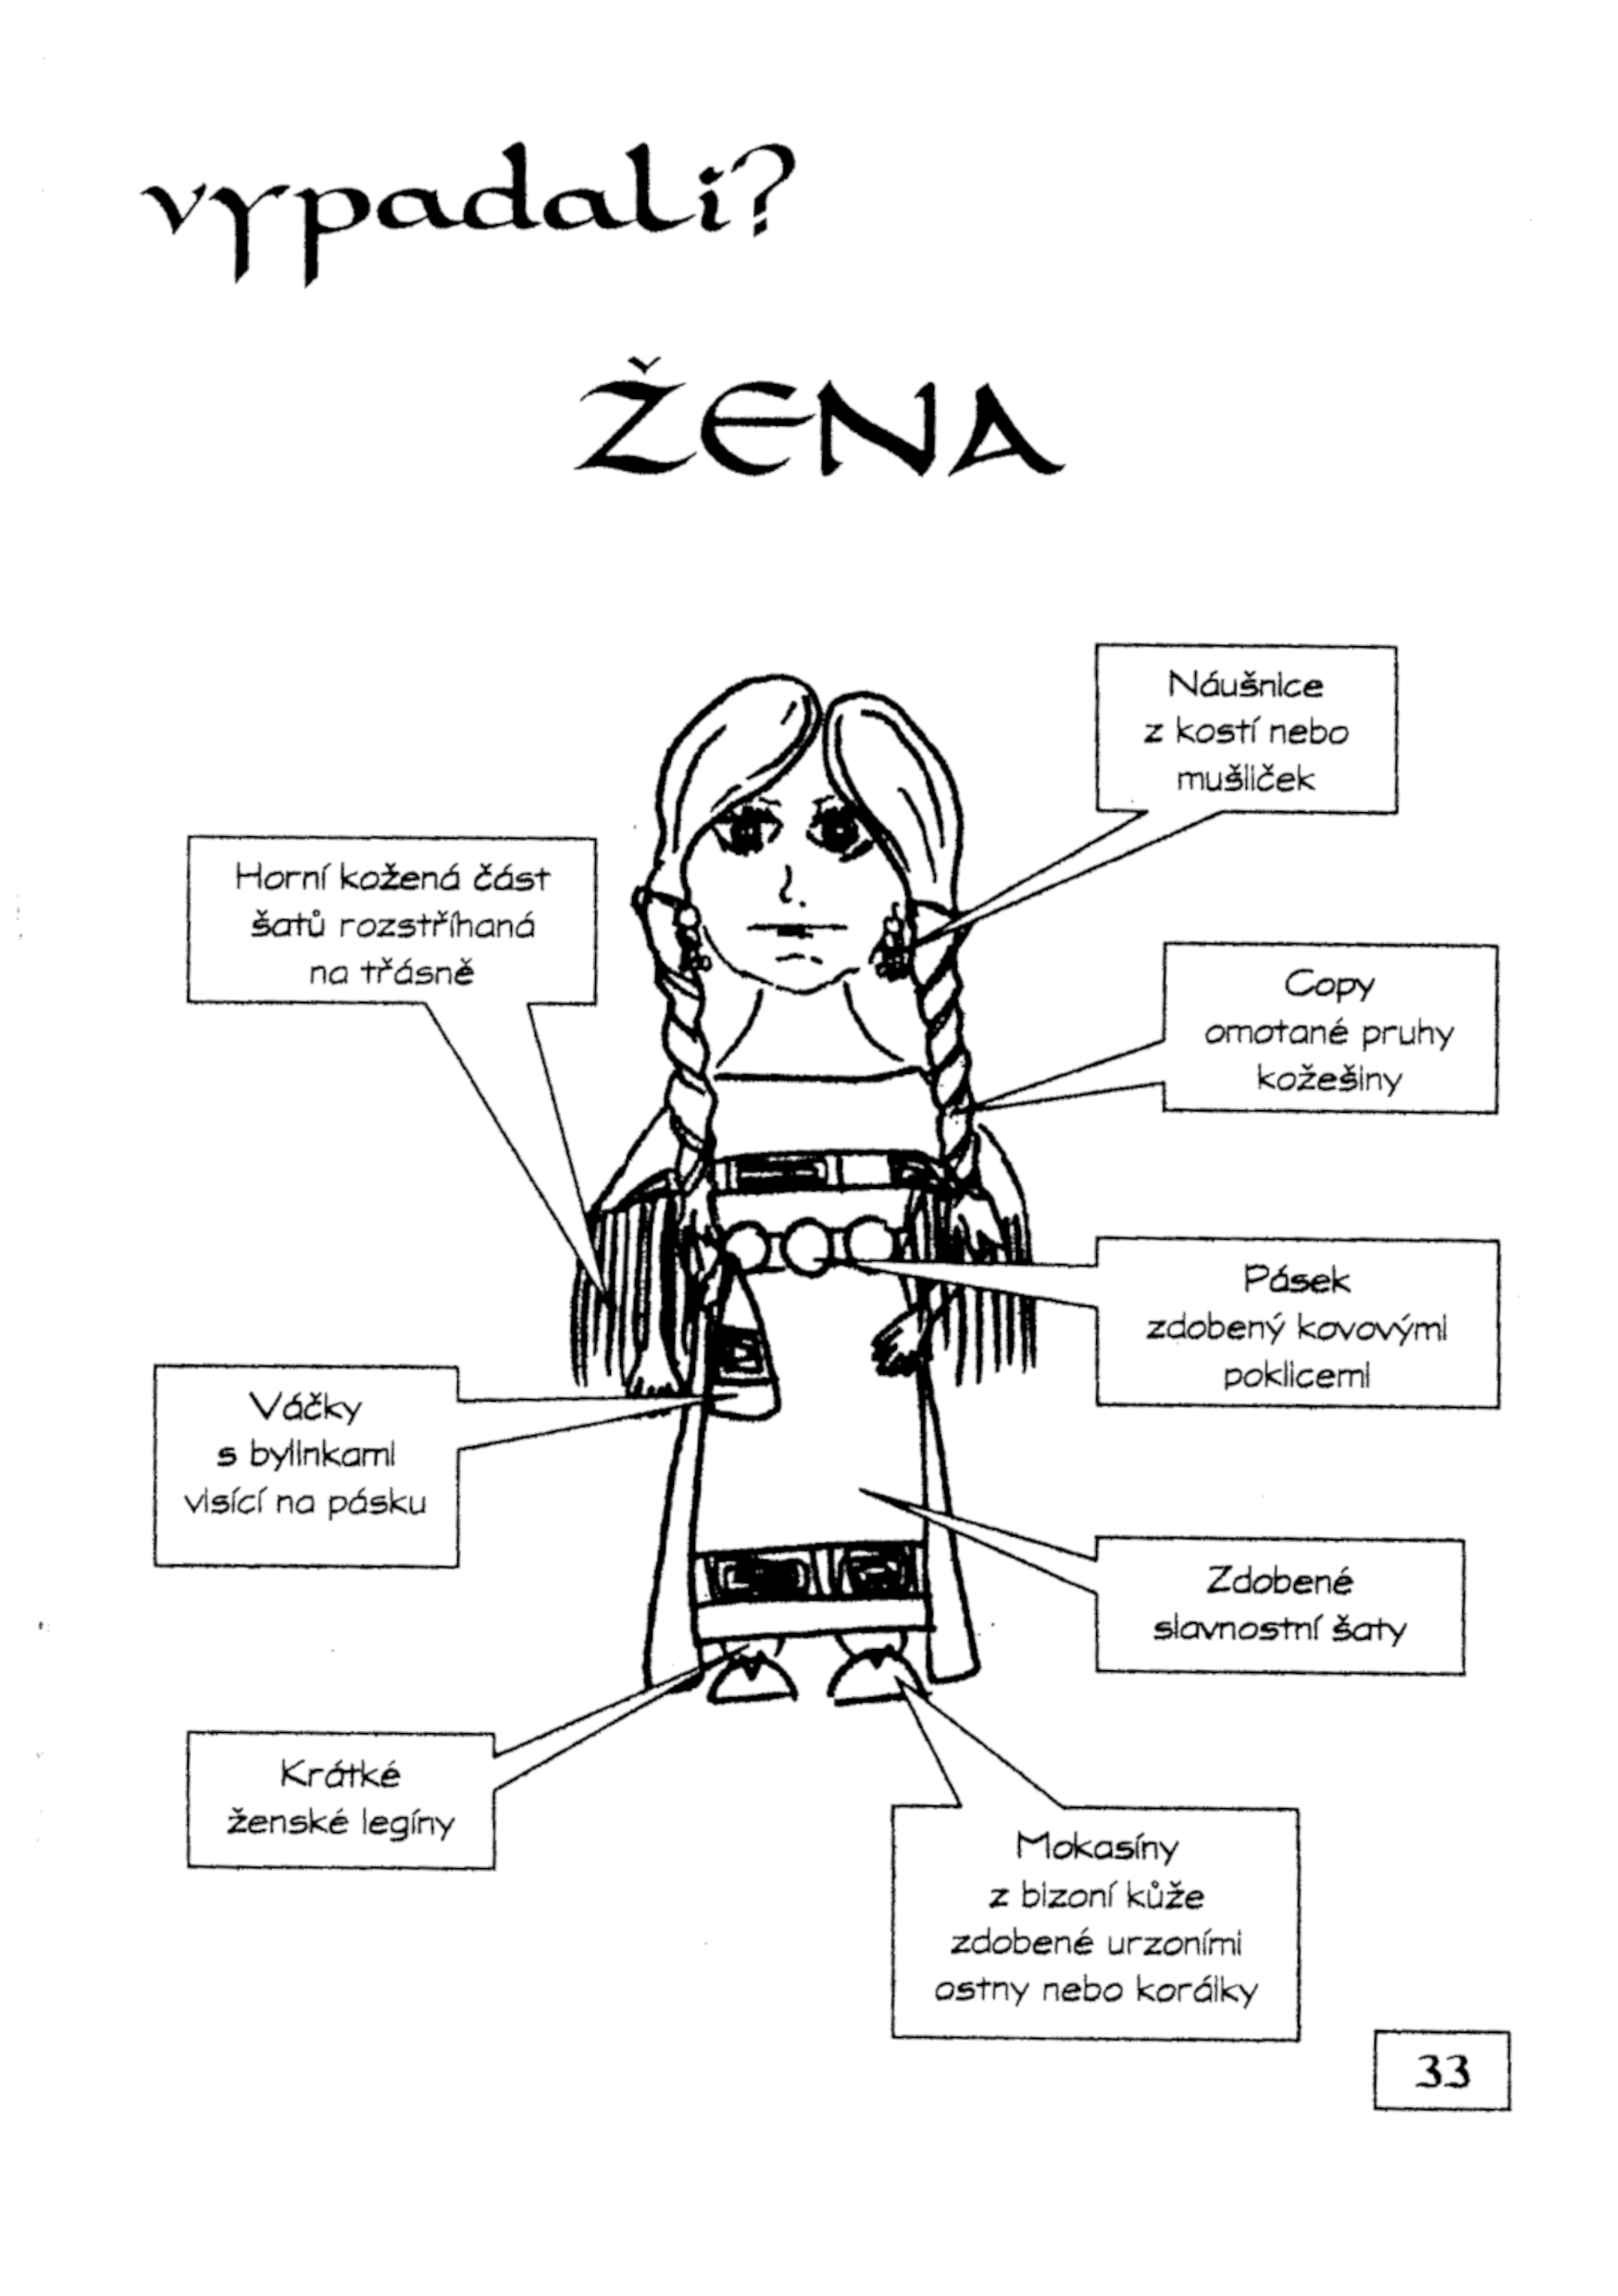 vypadali?
ŽENA
Náušnice
z kostí nebo
mušliček
Horní kožená část
šatů rozstříhaná
na třásně
Copy
omotané pruhy
kožešiny
Pásek
zdobený kovovými
poklicemi
Váčky
s bylinkami
visící na pásku
Zdobené
slavnostní šaty
Krátké
ženské legíny
Mokasíny
z bizoní kůže
zdobené urzoními
ostny nebo korálky
33